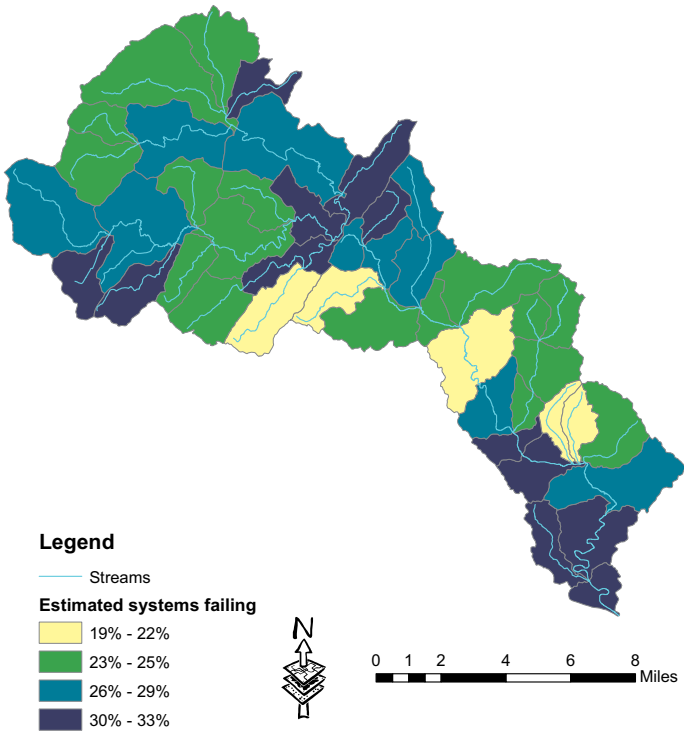 Legend
Streams
Estimated systems failing
19% - 22%
23% - 25%
26% - 29%
30% - 33%
N
0 1 2 4 6 8
Miles